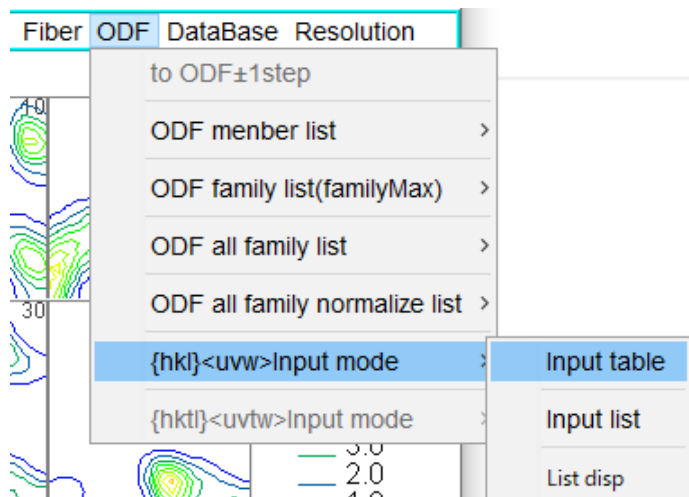 Fiber ODF DataBase Resolution
to ODF±1step
ODF menber list
ODF family list(familyMax)
ODF all family list
ODF all family normalize list
{hkl}<uvw>Input mode
Input table
{hktl}<uvtw>Input mode
Input list
List disp
10
30
3.0
2.0